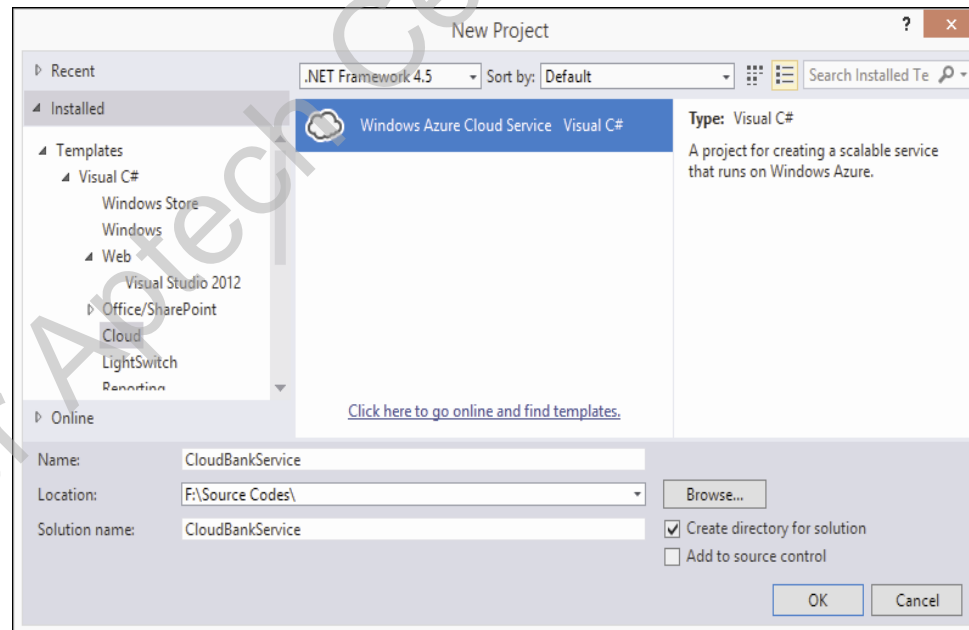 New Project
? ×
Recent
.NET Framework 4.5 Sort by: Default Search Installed Te
Installed
Templates
Visual C#
Windows Store
Windows
Web
Visual Studio 2012
Office/SharePoint
Cloud
LightSwitch
Reporting
Online
Windows Azure Cloud Service Visual C#
Click here to go online and find templates.
Type: Visual C#
A project for creating a scalable service
that runs on Windows Azure.
Name: CloudBankService
Location: F:\Source Codes\ Browse...
Solution name: CloudBankService Create directory for solution
Add to source control
OK Cancel
Aptech Ce